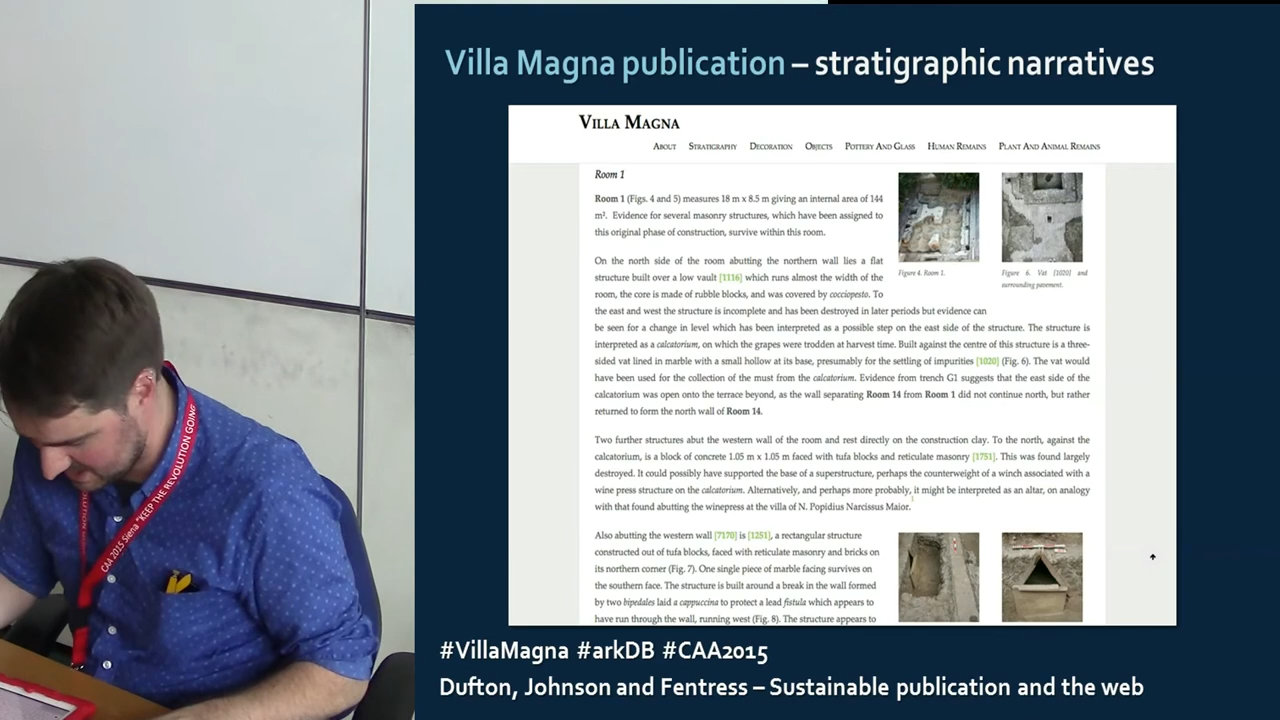 Villa Magna publication – stratigraphic narratives
VILLA MAGNA
ABOUT STRATIGRAPHY DECORATION OBJECTS POTTERY AND GLASS HUMAN REMAINS PLANT AND ANIMAL REMAINS
Room 1
Room 1 (Figs. 4 and 5) measures 18 m x 8.5 m giving an internal area of 144
m². Evidence for several masonry structures, which have been assigned to
this original phase of construction, survive within this room.
On the north side of the room abutting the northern wall lies a flat
structure built over a low vault [1116] which runs almost the width of the
room, the core is made of rubble blocks, and was covered by cocciopesto. To
the east and west the structure is incomplete and has been destroyed in later periods but evidence can
be seen for a change in level which has been interpreted as a possible step on the east side of the structure. The structure is
interpreted as a calcatorium, on which the grapes were trodden at harvest time. Built against the centre of this structure is a three-
sided vat lined in marble with a small hollow at its base, presumably for the settling of impurities [1020] (Fig. 6). The vat would
have been used for the collection of the must from the calcatorium. Evidence from trench G1 suggests that the east side of the
calcatorium was open onto the terrace beyond, as the wall separating Room 14 from Room 1 did not continue north, but rather
returned to form the north wall of Room 14.
Figure 4. Room 1.
Figure 6. Vat [1020] and
surrounding pavement.
Two further structures abut the western wall of the room and rest directly on the construction clay. To the north, against the
calcatorium, is a block of concrete 1.05 m x 1.05 m faced with tufa blocks and reticulate masonry [1751]. This was found largely
destroyed. It could possibly have supported the base of a superstructure, perhaps the counterweight of a winch associated with a
wine press structure on the calcatorium. Alternatively, and perhaps more probably, it might be interpreted as an altar, on analogy
with that found abutting the winepress at the villa of N. Popidius Narcissus Maior.
Also abutting the western wall [7170] is [1251], a rectangular structure
constructed out of tufa blocks, faced with reticulate masonry and bricks on
its northern corner (Fig. 7). One single piece of marble facing survives on
the southern face. The structure is built around a break in the wall formed
by two bipedales laid a cappuccina to protect a lead fistula which appears to
have run through the wall, running west (Fig. 8). The structure appears to
#VillaMagna #arkDB #CAA2015
Dufton, Johnson and Fentress – Sustainable publication and the web
CAA 2015 Siena "KEEP THE REVOLUTION GOING